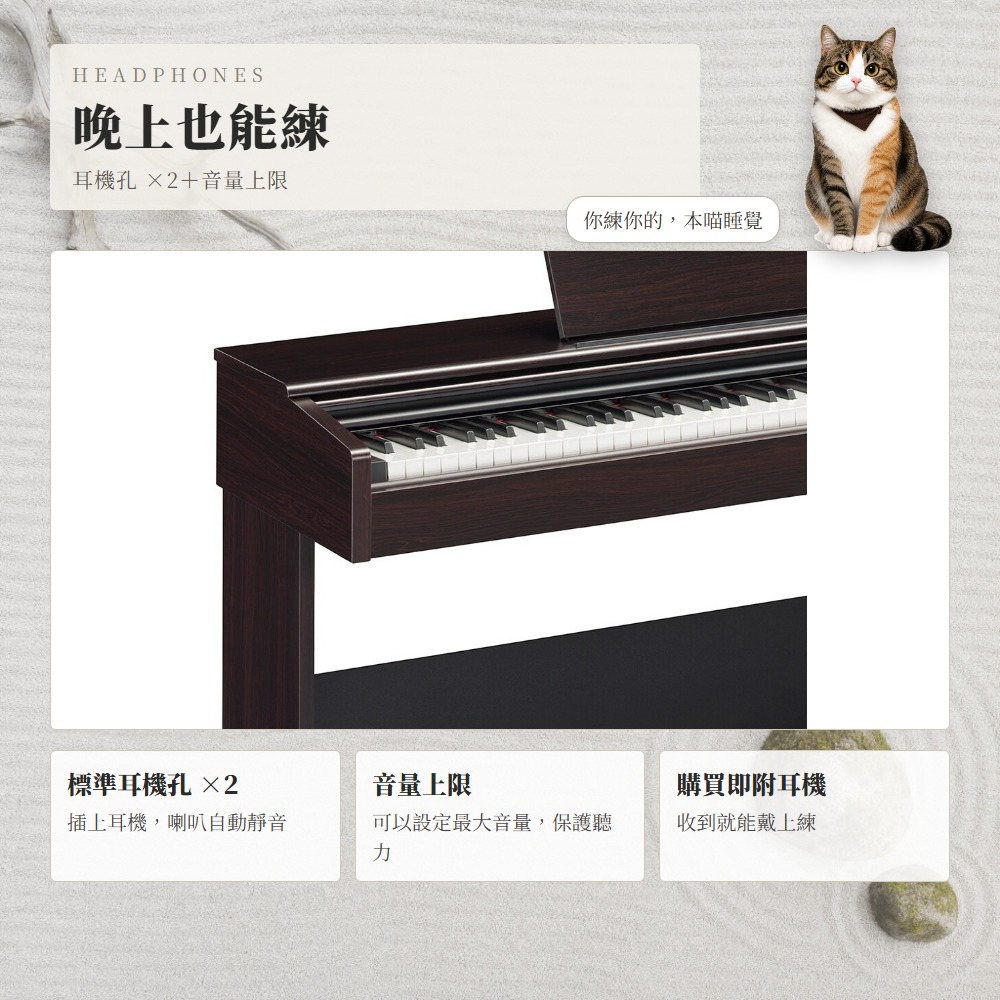 HEADPHONES
晚上也能練
耳機孔 ×2＋音量上限
你練你的，本喵睡覺
標準耳機孔 ×2
插上耳機，喇叭自動靜音
音量上限
可以設定最大音量，保護聽
力
購買即附耳機
收到就能戴上練